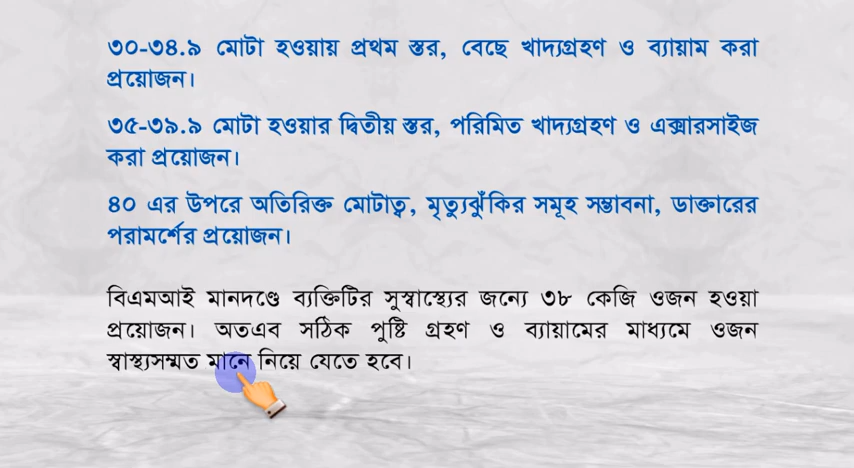 ৩০-৩৪.৯ মোটা হওয়ায় প্রথম স্তর, বেছে খাদ্যগ্রহণ ও ব্যায়াম করা
প্রয়োজন।
৩৫-৩৯.৯ মোটা হওয়ার দ্বিতীয় স্তর, পরিমিত খাদ্যগ্রহণ ও এক্সারসাইজ
করা প্রয়োজন।
৪০ এর উপরে অতিরিক্ত মোটাত্ব, মৃত্যুঝুঁকির সমূহ সম্ভাবনা, ডাক্তারের
পরামর্শের প্রয়োজন।
বিএমআই মানদণ্ডে ব্যক্তিটির সুস্বাস্থ্যের জন্যে ৩৮ কেজি ওজন হওয়া
প্রয়োজন। অতএব সঠিক পুষ্টি গ্রহণ ও ব্যায়ামের মাধ্যমে ওজন
স্বাস্থ্যসম্মত মানে নিয়ে যেতে হবে।